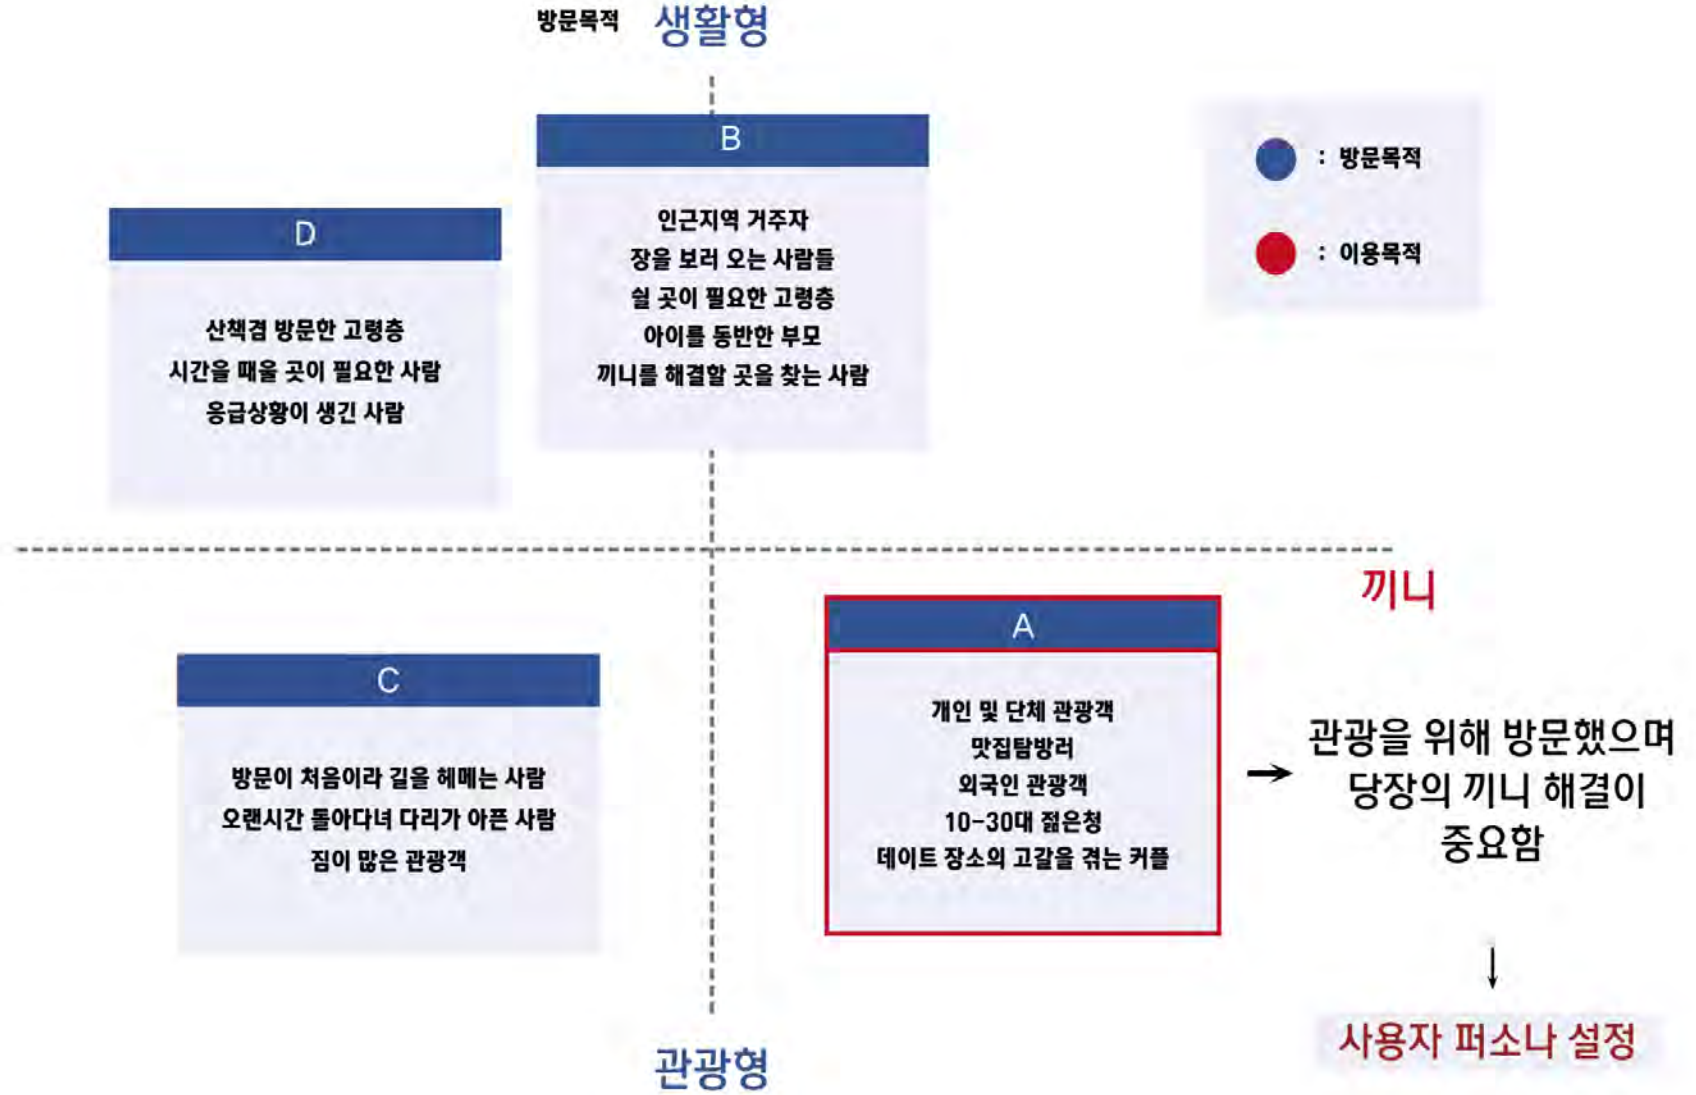 방문목적 생활형
B
인근지역 거주자
장을 보러 오는 사람들
쉴 곳이 필요한 고령층
아이를 동반한 부모
끼니를 해결할 곳을 찾는 사람
D
산책겸 방문한 고령층
시간을 때울 곳이 필요한 사람
응급상황이 생긴 사람
: 방문목적
: 이용목적
끼니
A
개인 및 단체 관광객
맛집탐방러
외국인 관광객
10-30대 젊은청
데이트 장소의 고갈을 겪는 커플
C
방문이 처음이라 길을 헤메는 사람
오랜시간 돌아다녀 다리가 아픈 사람
짐이 많은 관광객
관광을 위해 방문했으며
당장의 끼니 해결이
중요함
사용자 퍼소나 설정
관광형